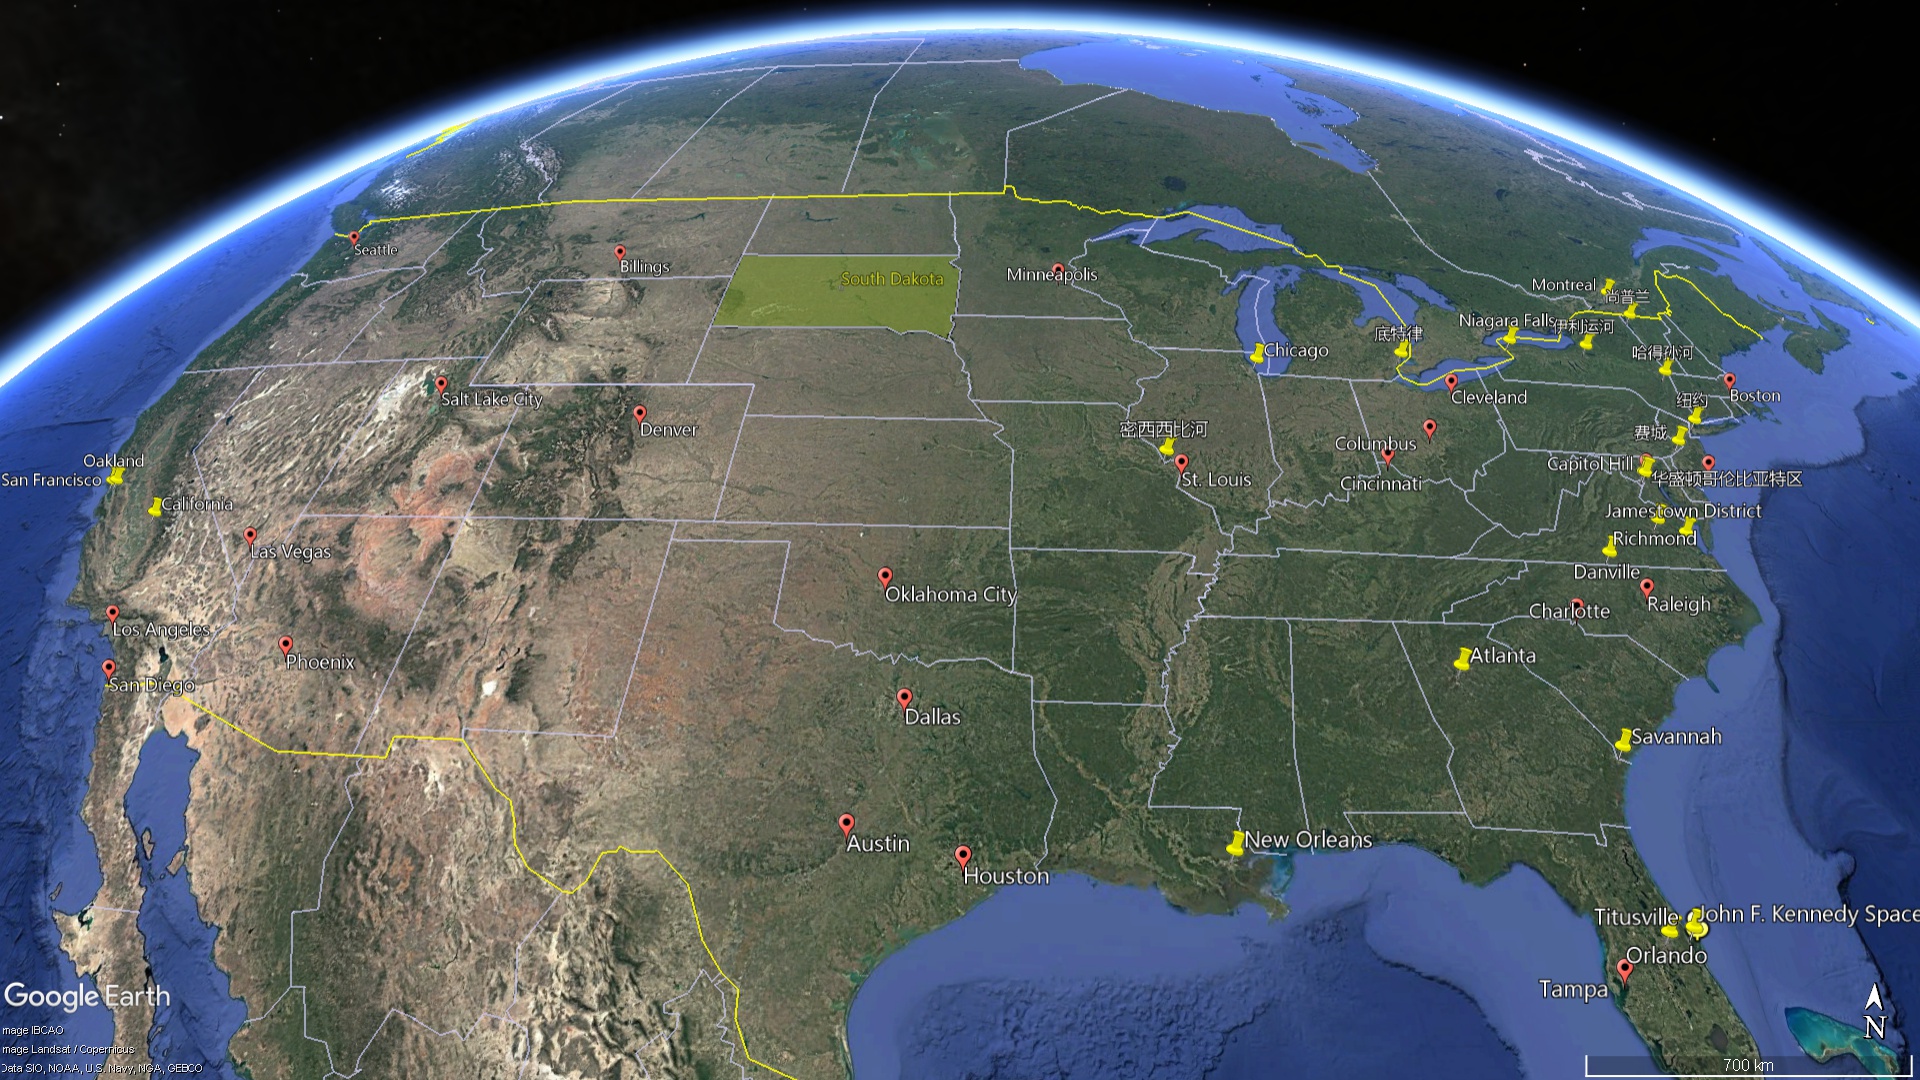 Seattle
Billings
South Dakota
Minneapolis
Montreal
尚普兰
Niagara Falls
伊利运河
底特律
Chicago
哈得孙河
Salt Lake City
Cleveland
Boston
纽约
Denver
密西西比河
Columbus
费城
Oakland
San Francisco
St. Louis
Cincinnati
Capitol Hill
华盛顿哥伦比亚特区
California
Jamestown District
Las Vegas
Richmond
Danville
Oklahoma City
Raleigh
Charlotte
Los Angeles
Phoenix
Atlanta
San Diego
Dallas
Savannah
Austin
New Orleans
Houston
Titusville
John F. Kennedy Space
Orlando
Tampa
Google Earth
mage IBCAO
mage Landsat / Copernicus
Data SIO, NOAA, U.S. Navy, NGA, GEBCO
N
700 km